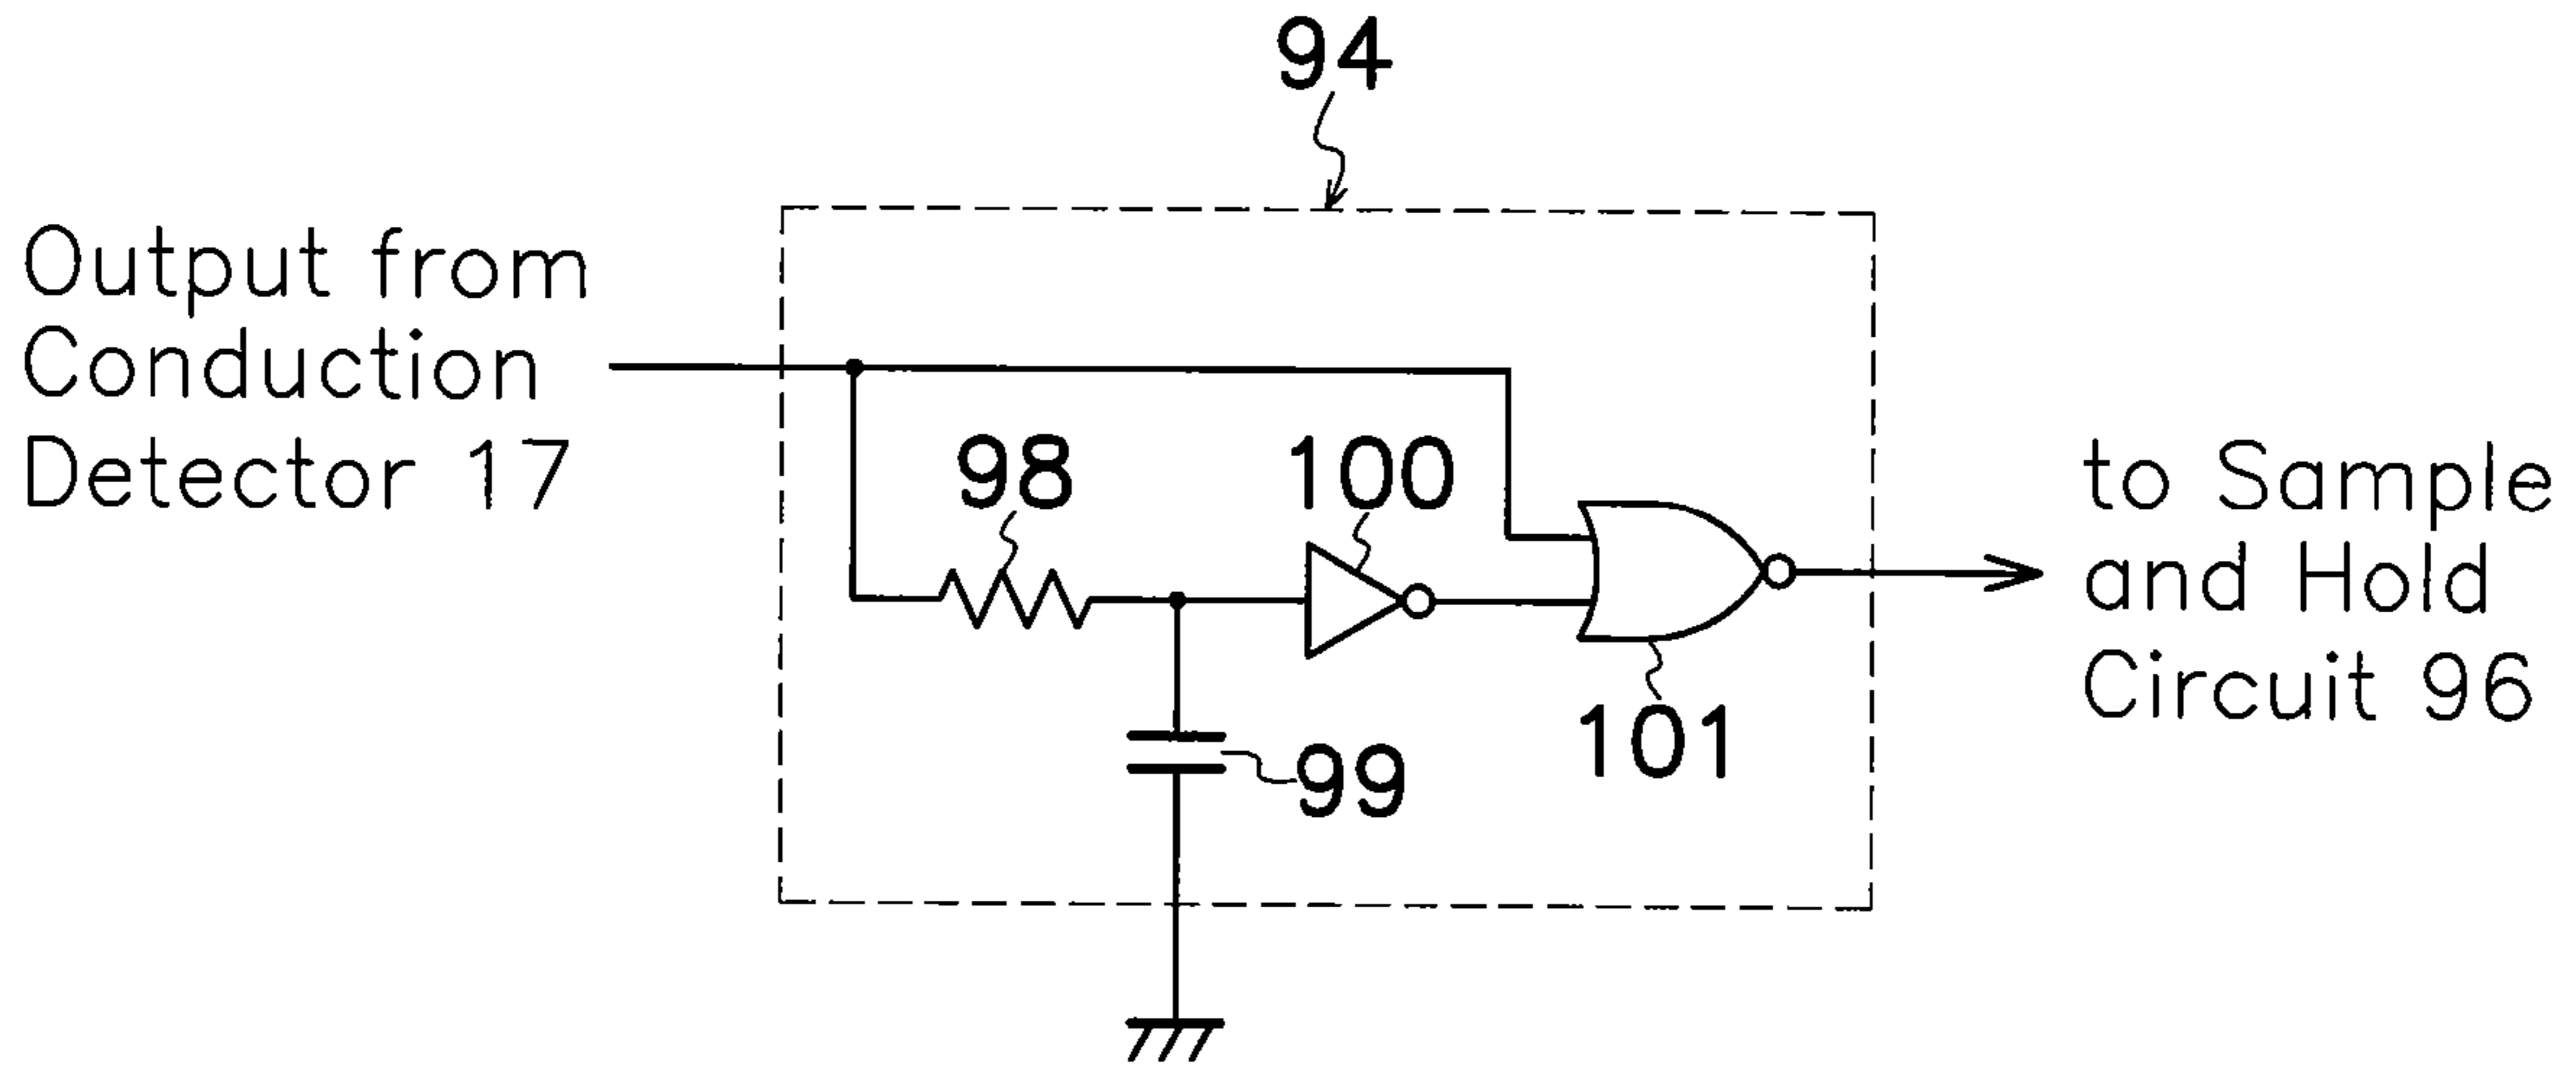 94
Output from
Conduction
Detector 17
98
100
to Sample
and Hold
Circuit 96
101
99